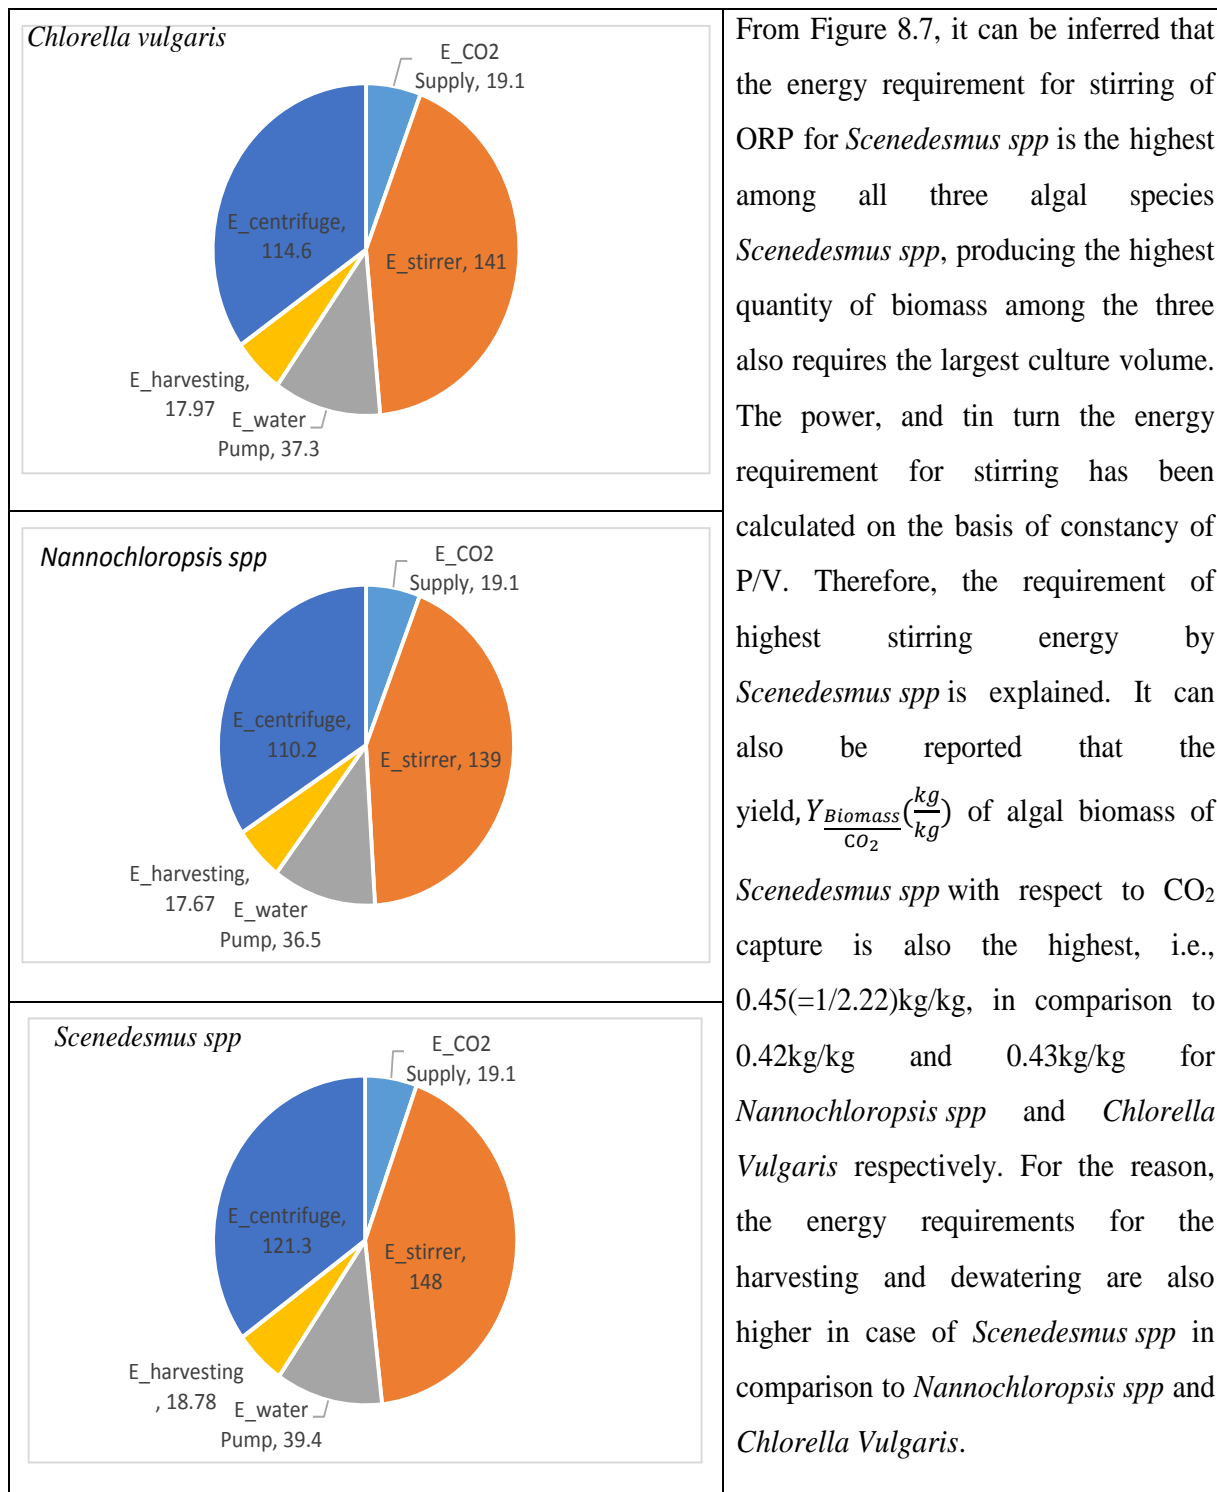 Chlorella vulgaris
E_CO2
Supply, 19.1
E_centrifuge,
114.6
E_stirrer, 141
E_harvesting,
17.97
E_water
Pump, 37.3
Nannochloropsis spp
E_CO2
Supply, 19.1
E_centrifuge,
110.2
E_stirrer, 139
E_harvesting,
17.67
E_water
Pump, 36.5
Scenedesmus spp
E_CO2
Supply, 19.1
E_centrifuge,
121.3
E_stirrer,
148
E_harvesting
, 18.78
E_water
Pump, 39.4
From Figure 8.7, it can be inferred that
the energy requirement for stirring of
ORP for Scenedesmus spp is the highest
among all three algal species
Scenedesmus spp, producing the highest
quantity of biomass among the three
also requires the largest culture volume.
The power, and tin turn the energy
requirement for stirring has been
calculated on the basis of constancy of
P/V. Therefore, the requirement of
highest stirring energy by
Scenedesmus spp is explained. It can
also be reported that the
yield, Y_{Biomass/CO₂}(kg/kg) of algal biomass of
Scenedesmus spp with respect to CO₂
capture is also the highest, i.e.,
0.45(=1/2.22)kg/kg, in comparison to
0.42kg/kg and 0.43kg/kg for
Nannochloropsis spp and Chlorella
Vulgaris respectively. For the reason,
the energy requirements for the
harvesting and dewatering are also
higher in case of Scenedesmus spp in
comparison to Nannochloropsis spp and
Chlorella Vulgaris.